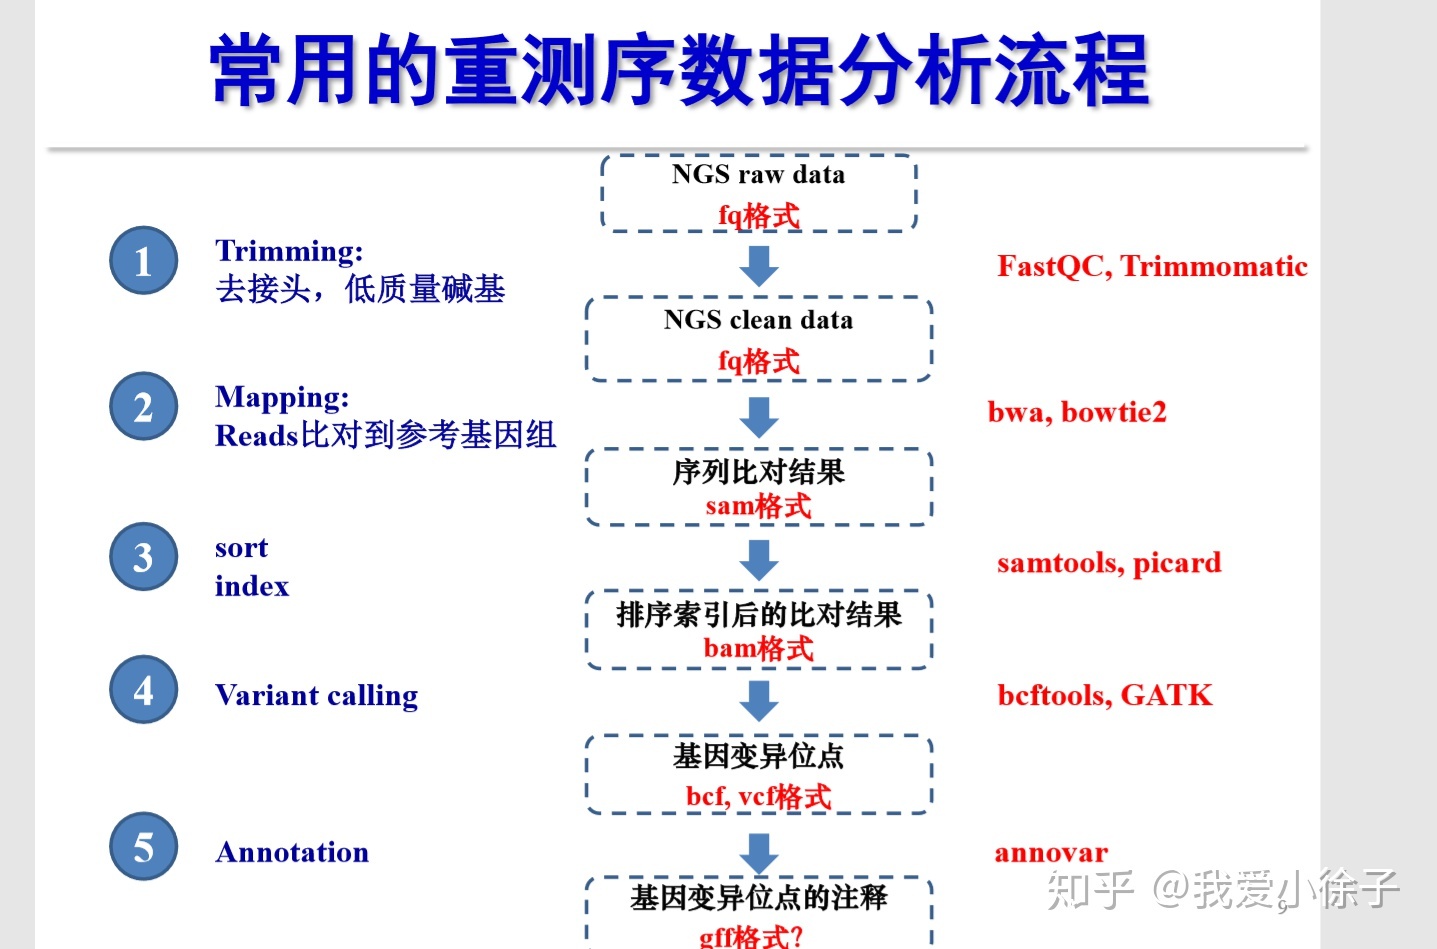 常用的重测序数据分析流程
NGS raw data
fq格式
1
Trimming:
去接头，低质量碱基
FastQC, Trimmomatic
NGS clean data
fq格式
2
Mapping:
Reads比对到参考基因组
bwa, bowtie2
序列比对结果
sam格式
3
sort
index
samtools, picard
排序索引后的比对结果
bam格式
4
Variant calling
bcftools, GATK
基因变异位点
bcf, vcf格式
5
Annotation
annovar
基因变异位点的注释
gff格式？
知乎 @我爱小徐子
9